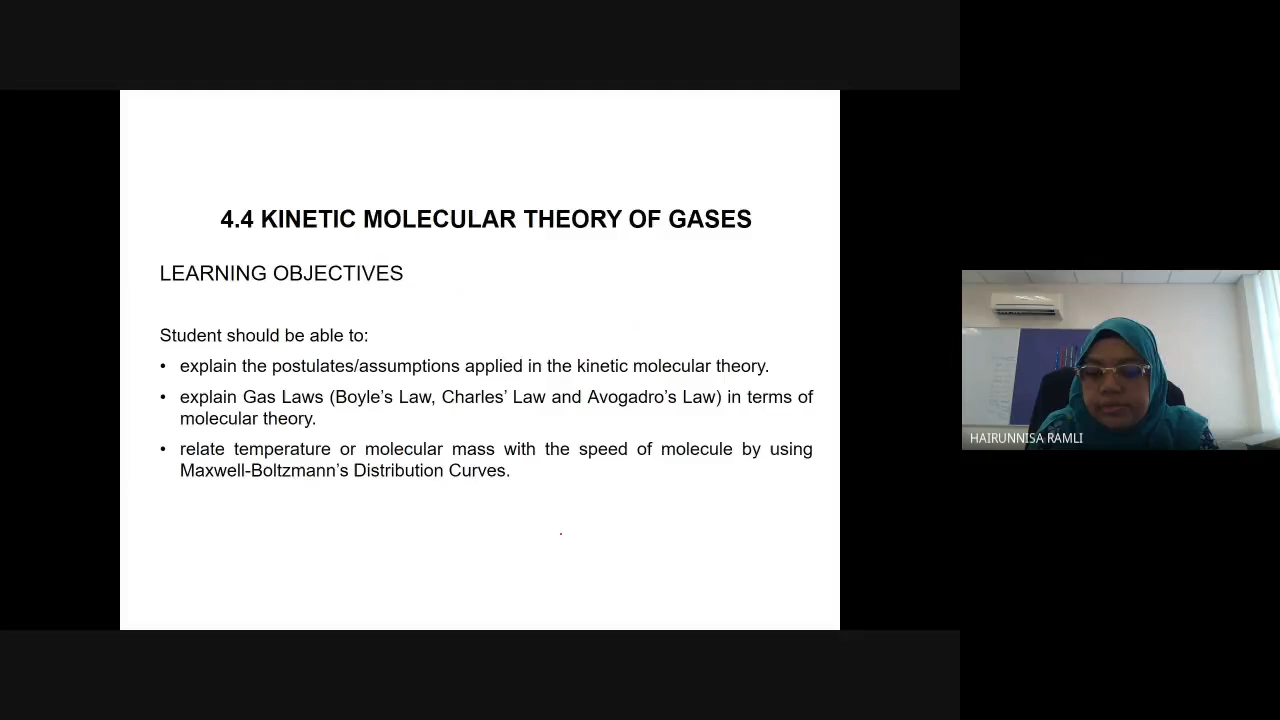 4.4 KINETIC MOLECULAR THEORY OF GASES
LEARNING OBJECTIVES
Student should be able to:
• explain the postulates/assumptions applied in the kinetic molecular theory.
• explain Gas Laws (Boyle’s Law, Charles’ Law and Avogadro’s Law) in terms of
molecular theory.
• relate temperature or molecular mass with the speed of molecule by using
Maxwell-Boltzmann’s Distribution Curves.
HAIRUNNISA RAMLI